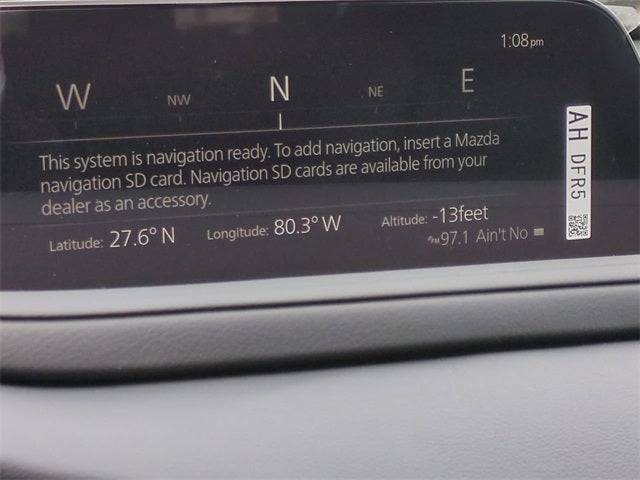 1:08pm
W NW N NE E
This system is navigation ready. To add navigation, insert a Mazda
navigation SD card. Navigation SD cards are available from your
dealer as an accessory.
Latitude: 27.6° N Longitude: 80.3° W Altitude: -13feet
FM 97.1 Ain't No
AH DFR5